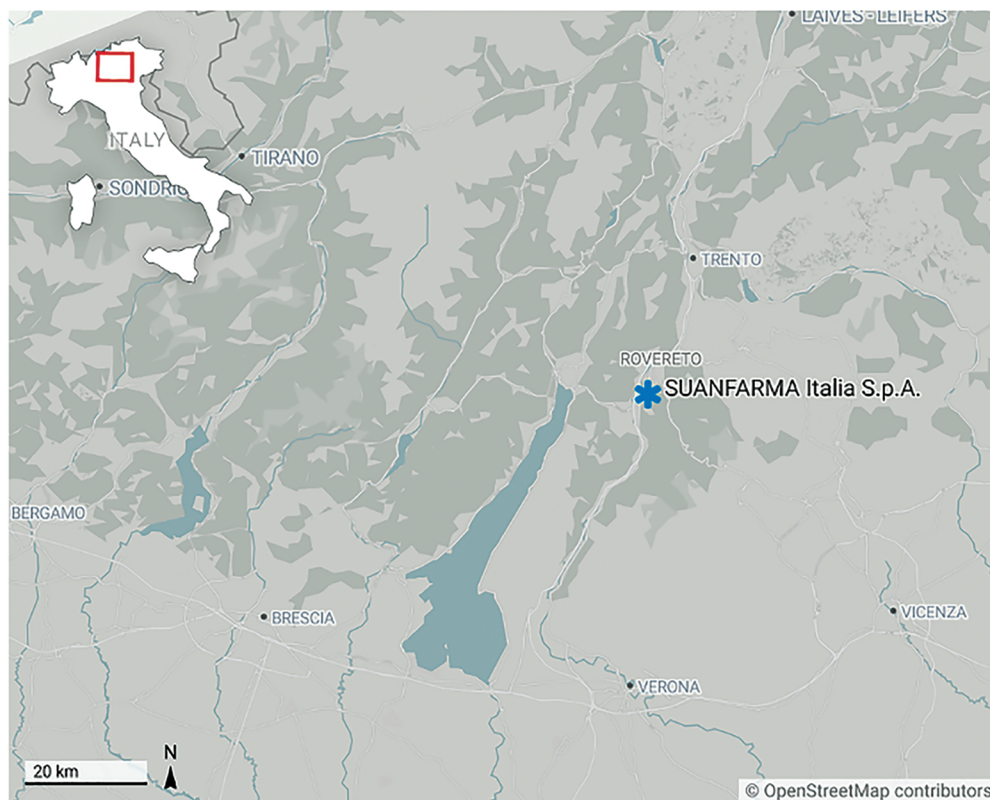 LAIVES - LEIFERS
ITALY
TIRANO
SONDRIO
TRENTO
ROVERETO
SUANFARMA Italia S.p.A.
BERGAMO
BRESCIA
VICENZA
VERONA
N
20 km
© OpenStreetMap contributors